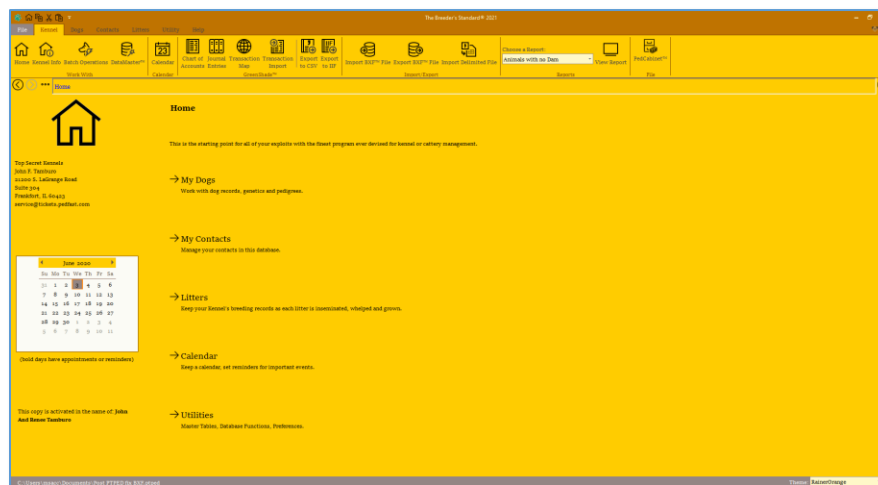 The Breeder's Standard® 2021
File Kennel Dogs Contacts Litters Utility Help
Home Kennel Info Batch Operations DataBlaster™
Work With
Calendar
Calendar
Chart of Accounts Journal Entries Transaction Map Transaction Import Export to CSV Export to IIF
Import BXP™ File Export BXP™ File Import Delimited File
Import/Export
Choose a Report:
Animals with no Dam
View Report
Reports
PedCabinet™
File
Home
Top Secret Kennels
John F. Tamburo
21200 S. LaGrange Road
Suite 304
Frankfort, IL 60423
service@tickets.pedfast.com
June 2020
Su Mo Tu We Th Fr Sa
31 1 2 3 4 5 6
7 8 9 10 11 12 13
14 15 16 17 18 19 20
21 22 23 24 25 26 27
28 29 30 1 2 3 4
5 6 7 8 9 10 11
(bold days have appointments or reminders)
This copy is activated in the name of: John
And Renee Tamburo
Home
This is the starting point for all of your exploits with the finest program ever devised for kennel or cattery management.
My Dogs
Work with dog records, genetics and pedigrees.
My Contacts
Manage your contacts in this database.
Litters
Keep your Kennel's breeding records as each litter is inseminated, whelped and grown.
Calendar
Keep a calendar, set reminders for important events.
Utilities
Master Tables, Database Functions, Preferences.
Theme: RainerOrange